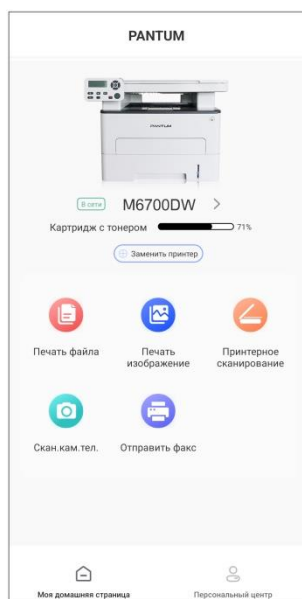 PANTUM
PANTUM
В сети M6700DW >
Картридж с тонером 71%
Заменить принтер
Печать файла
Печать изображение
Принтерное сканирование
Скан.кам.тел.
Отправить факс
Моя домашняя страница
Персональный центр